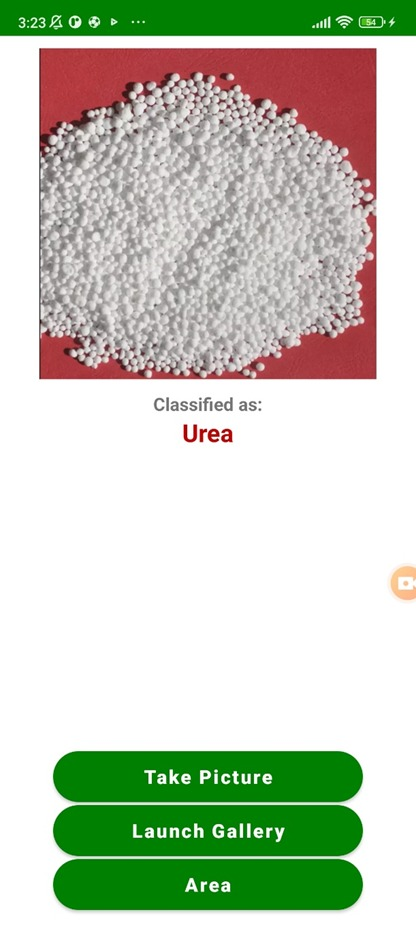 3:23
54
Classified as:
Urea
Take Picture
Launch Gallery
Area